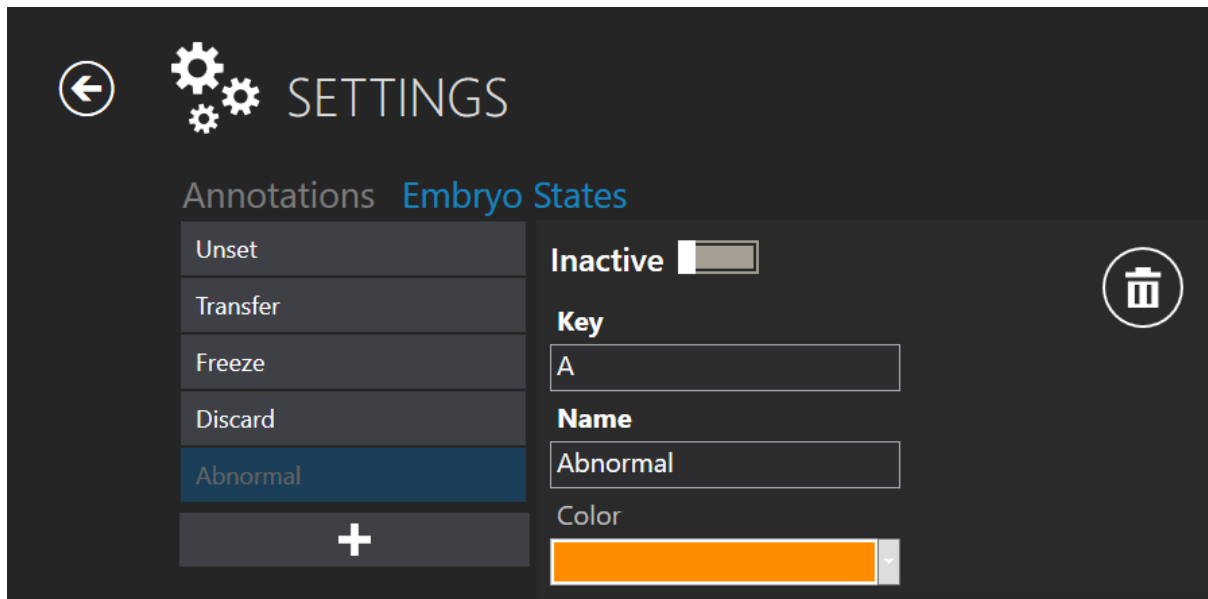 SETTINGS
Annotations Embryo States
Unset
Transfer
Freeze
Discard
Abnormal
Inactive
Key
A
Name
Abnormal
Color